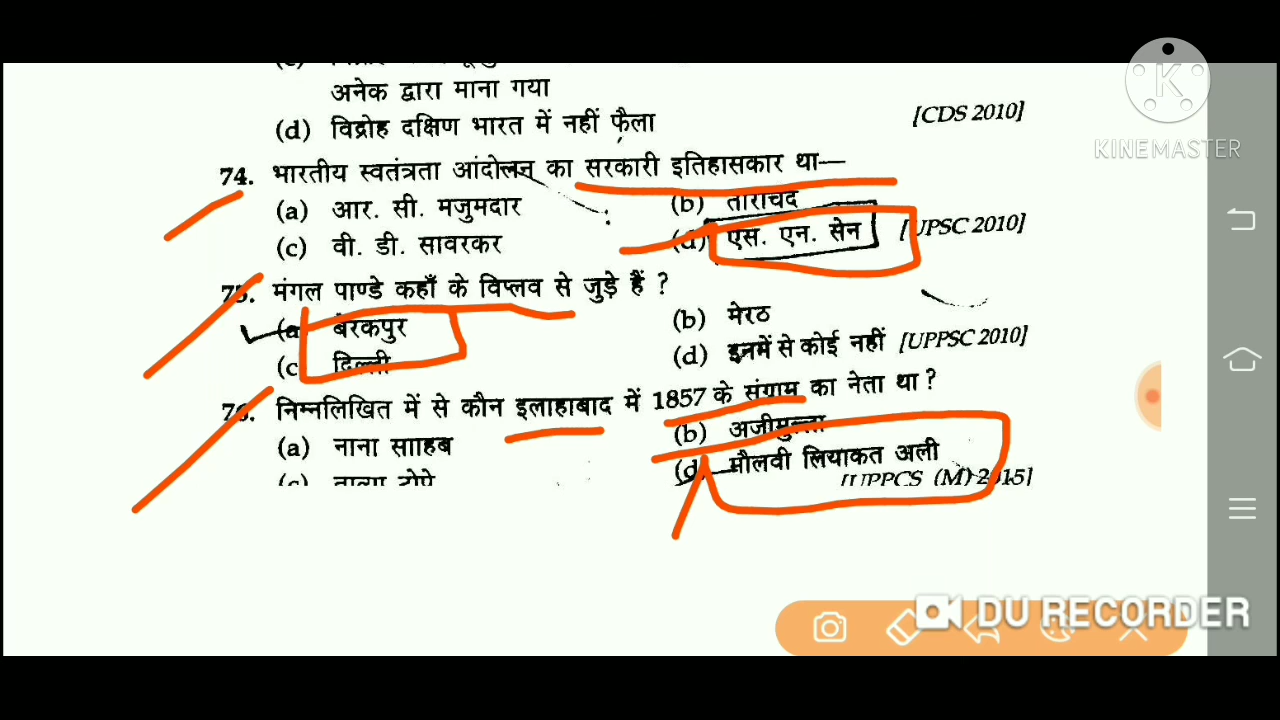 अनेक द्वारा माना गया
(d) विद्रोह दक्षिण भारत में नहीं फैला [CDS 2010]
74. भारतीय स्वतंत्रता आंदोलन का सरकारी इतिहासकार था—
(a) आर. सी. मजुमदार (b) ताराचंद
(c) वी. डी. सावरकर (d) एस. एन. सेन [UPSC 2010]
75. मंगल पाण्डे कहाँ के विप्लव से जुड़े हैं ?
(a) बैरकपुर (b) मेरठ
(c) दिल्ली (d) इनमें से कोई नहीं [UPPSC 2010]
76. निम्नलिखित में से कौन इलाहाबाद में 1857 के संग्राम का नेता था ?
(a) नाना सााहब (b) अजीमुल्ला
(c) तात्या टोपे (d) मौलवी लियाकत अली
[UPPCS (M) 2015]
KINEMASTER
DU RECORDER